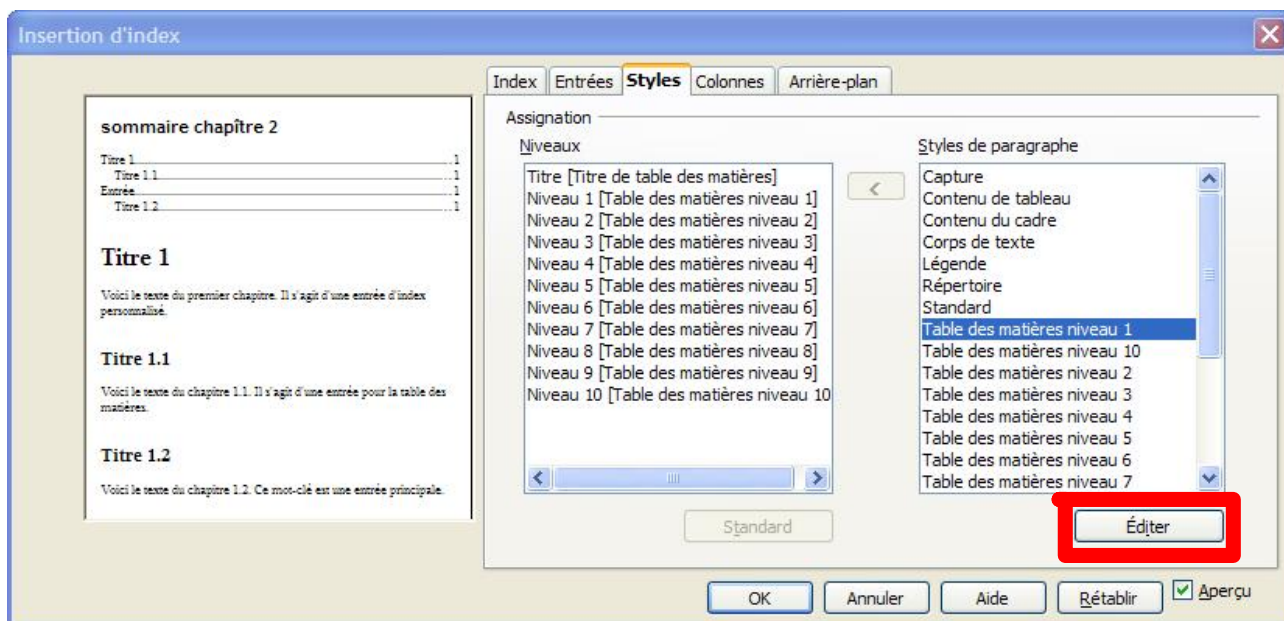 Insertion d'index
Index Entrées Styles Colonnes Arrière-plan
sommaire chapître 2
Titre 1 1
Titre 1.1 1
Entrée 1
Titre 1.2 1
Titre 1
Voici le texte du premier chapitre. Il s'agit d'une entrée d'index
personnalisé.
Titre 1.1
Voici le texte du chapitre 1.1. Il s'agit d'une entrée pour la table des
matières.
Titre 1.2
Voici le texte du chapitre 1.2. Ce mot-clé est une entrée principale.
Assignation
Niveaux
Titre [Titre de table des matières]
Niveau 1 [Table des matières niveau 1]
Niveau 2 [Table des matières niveau 2]
Niveau 3 [Table des matières niveau 3]
Niveau 4 [Table des matières niveau 4]
Niveau 5 [Table des matières niveau 5]
Niveau 6 [Table des matières niveau 6]
Niveau 7 [Table des matières niveau 7]
Niveau 8 [Table des matières niveau 8]
Niveau 9 [Table des matières niveau 9]
Niveau 10 [Table des matières niveau 10
<
Standard
Styles de paragraphe
Capture
Contenu de tableau
Contenu du cadre
Corps de texte
Légende
Répertoire
Standard
Table des matières niveau 1
Table des matières niveau 10
Table des matières niveau 2
Table des matières niveau 3
Table des matières niveau 4
Table des matières niveau 5
Table des matières niveau 6
Table des matières niveau 7
Éditer
OK Annuler Aide Rétablir Aperçu